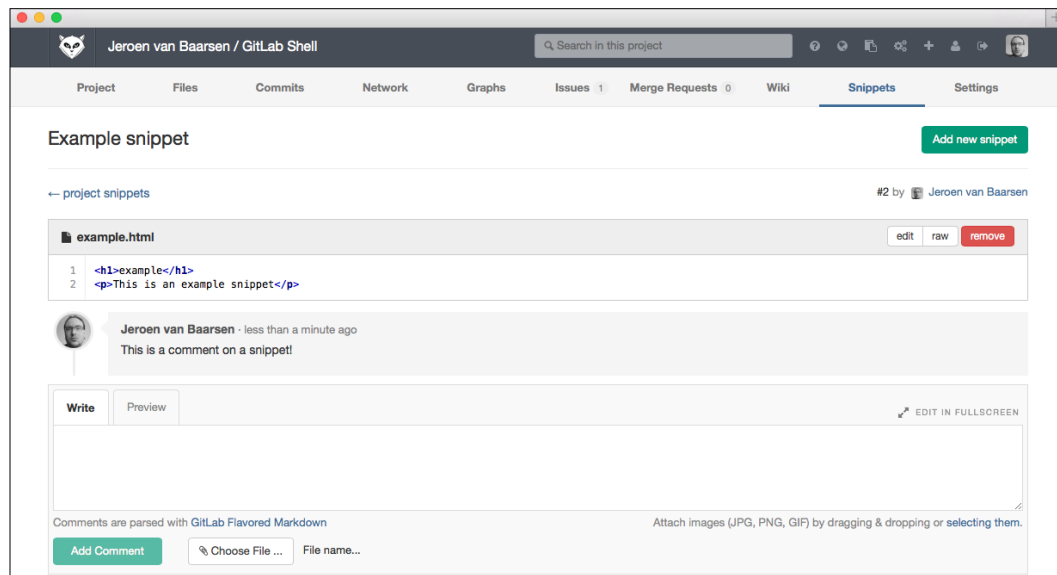 Jeroen van Baarsen / GitLab Shell
Search in this project
Project Files Commits Network Graphs Issues 1 Merge Requests 0 Wiki Snippets Settings
Example snippet
Add new snippet
← project snippets
#2 by Jeroen van Baarsen
example.html
edit raw remove
1 <h1>example</h1>
2 <p>This is an example snippet</p>
Jeroen van Baarsen · less than a minute ago
This is a comment on a snippet!
Write Preview
EDIT IN FULLSCREEN
Comments are parsed with GitLab Flavored Markdown
Attach images (JPG, PNG, GIF) by dragging & dropping or selecting them.
Add Comment Choose File ... File name...